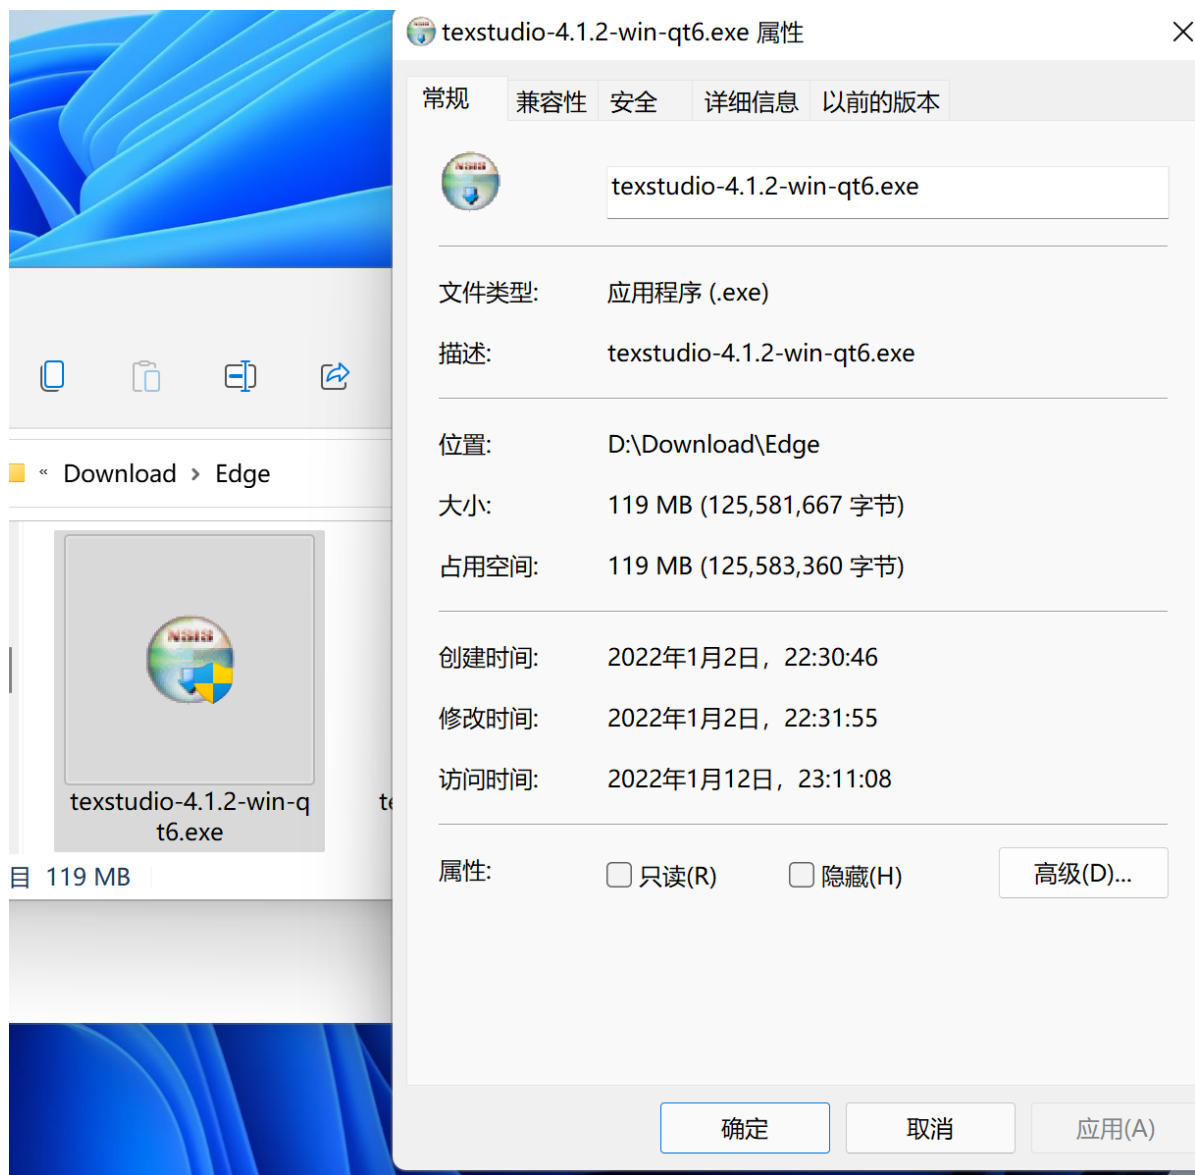 texstudio-4.1.2-win-qt6.exe 属性
常规
兼容性
安全
详细信息
以前的版本
NSIS
texstudio-4.1.2-win-qt6.exe
文件类型:
应用程序 (.exe)
描述:
texstudio-4.1.2-win-qt6.exe
位置:
D:\Download\Edge
大小:
119 MB (125,581,667 字节)
占用空间:
119 MB (125,583,360 字节)
创建时间:
2022年1月2日，22:30:46
修改时间:
2022年1月2日，22:31:55
访问时间:
2022年1月12日，23:11:08
属性:
只读(R)
隐藏(H)
高级(D)...
确定
取消
应用(A)
« Download › Edge
NSIS
texstudio-4.1.2-win-q
t6.exe
目 119 MB